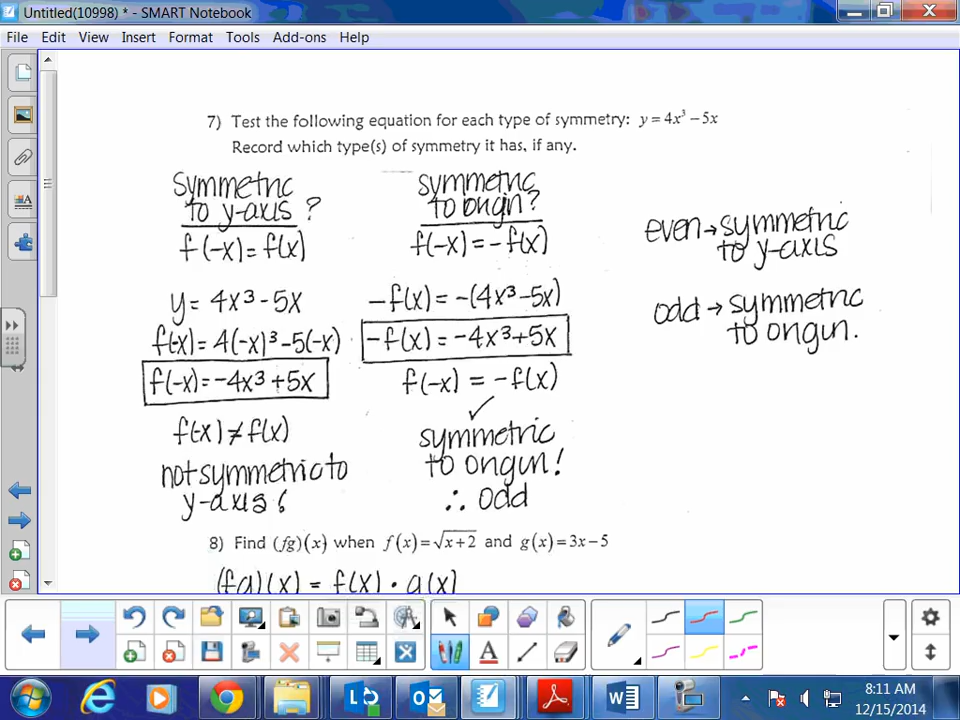 Untitled(10998) * - SMART Notebook
File Edit View Insert Format Tools Add-ons Help
7) Test the following equation for each type of symmetry: y = 4x³ − 5x
Record which type(s) of symmetry it has, if any.
Symmetric
to y-axis ?
f(-x) = f(x)
y = 4x³ - 5x
f(-x) = 4(-x)³ - 5(-x)
f(-x) = -4x³ + 5x
f(-x) ≠ f(x)
not symmetric to
y-axis !
symmetric
to origin?
f(-x) = - f(x)
-f(x) = -(4x³ - 5x)
-f(x) = -4x³ + 5x
f(-x) = - f(x)
✓
symmetric
to origin!
∴ odd
even → symmetric
to y-axis
odd → symmetric
to origin.
8) Find (fg)(x) when f(x) = √x+2 and g(x) = 3x − 5
(fg)(x) = f(x) · g(x)
8:11 AM
12/15/2014